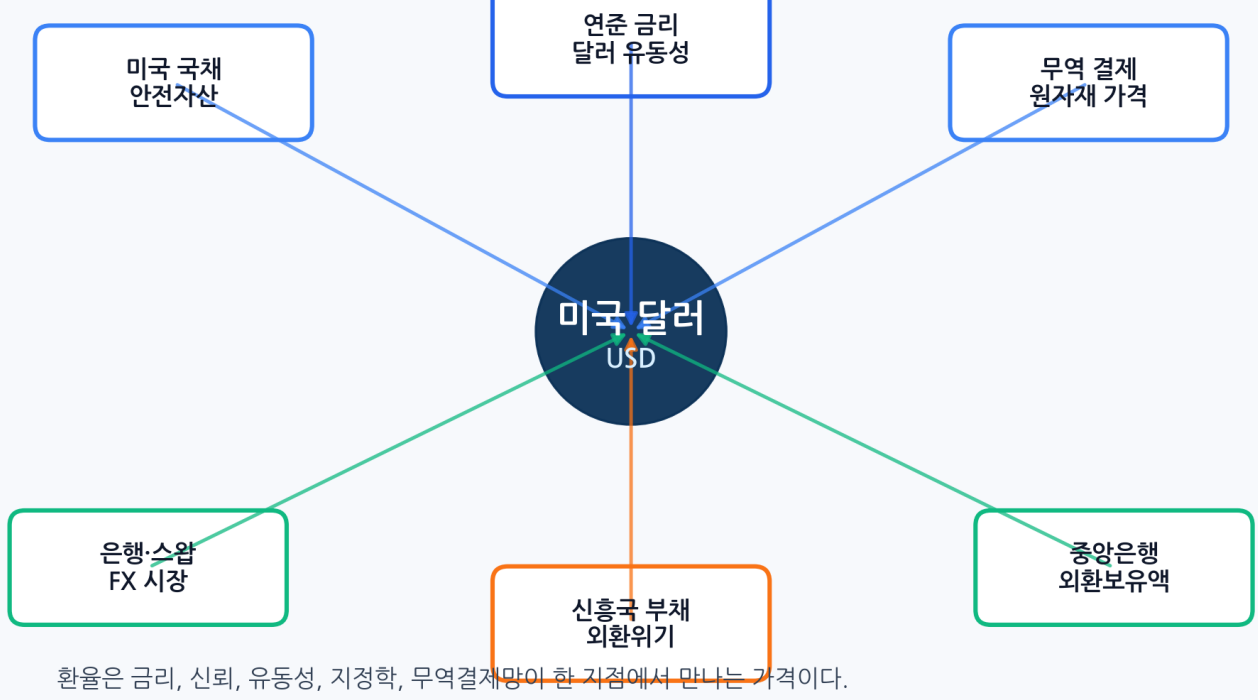 연준 금리
달러 유동성
미국 국채
안전자산
무역 결제
원자재 가격
미국 달러
USD
은행·스왑
FX 시장
중앙은행
외환보유액
신흥국 부채
외환위기
환율은 금리, 신뢰, 유동성, 지정학, 무역결제망이 한 지점에서 만나는 가격이다.